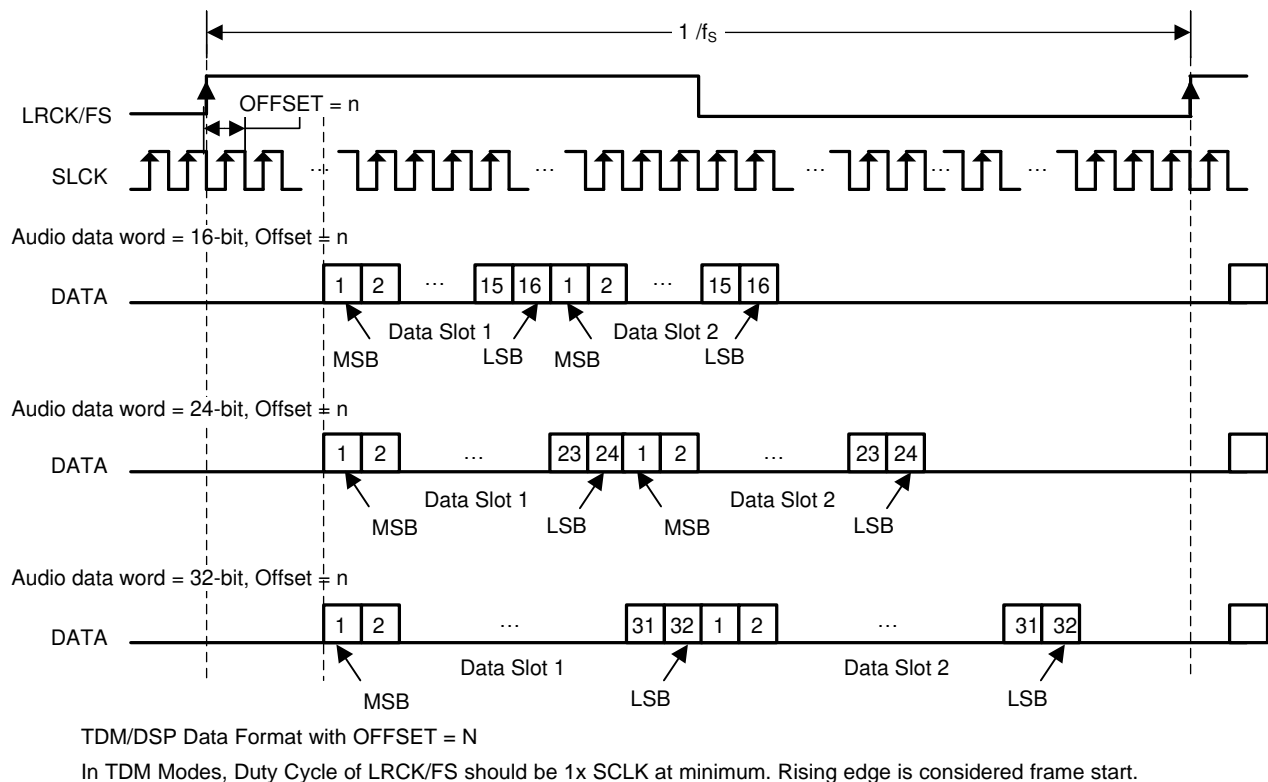 1 /fS
LRCK/FS
OFFSET = n
SLCK
... ... ... ... ...
Audio data word = 16-bit, Offset = n
DATA
1 2 ... 15 16 1 2 ... 15 16
Data Slot 1 Data Slot 2
MSB LSB MSB LSB
Audio data word = 24-bit, Offset = n
DATA
1 2 ... 23 24 1 2 ... 23 24
Data Slot 1 Data Slot 2
MSB LSB MSB LSB
Audio data word = 32-bit, Offset = n
DATA
1 2 ... 31 32 1 2 ... 31 32
Data Slot 1 Data Slot 2
MSB LSB LSB
TDM/DSP Data Format with OFFSET = N
In TDM Modes, Duty Cycle of LRCK/FS should be 1x SCLK at minimum. Rising edge is considered frame start.